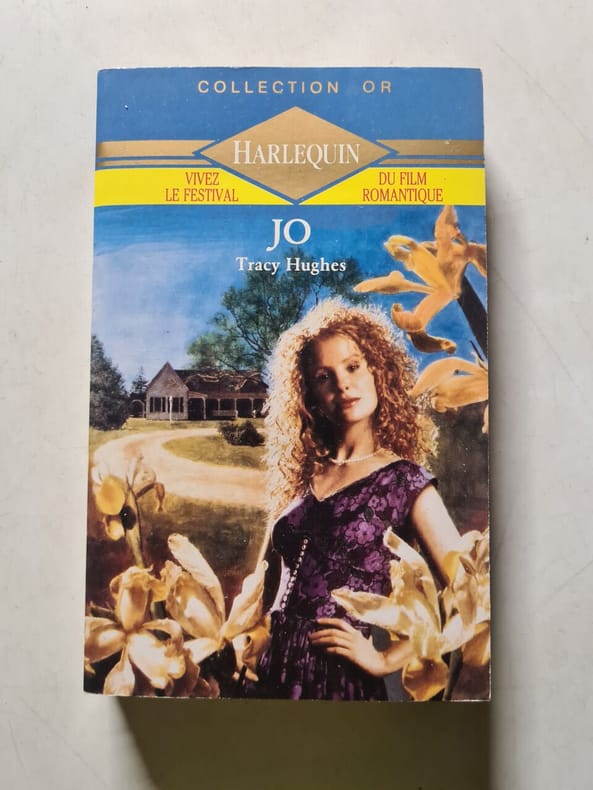 COLLECTION OR
HARLEQUIN
VIVEZ
LE FESTIVAL
DU FILM
ROMANTIQUE
JO
Tracy Hughes